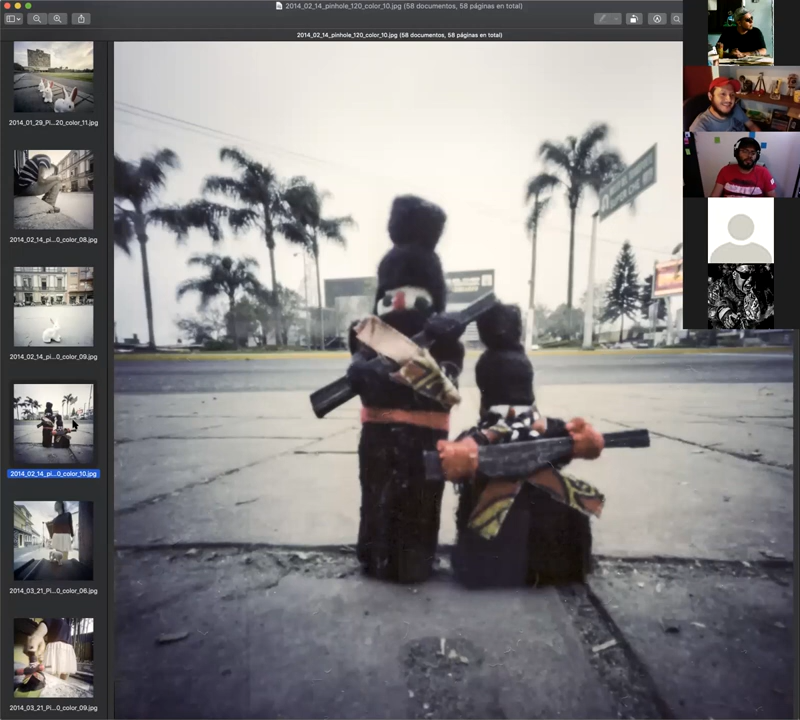 2014_02_14_pinhole_120_color_10.jpg (58 documentos, 58 páginas en total)
2014_02_14_pinhole_120_color_10.jpg (58 documentos, 58 páginas en total)
2014_01_29_Pi...20_color_11.jpg
2014_02_14_pi...0_color_08.jpg
2014_02_14_pi...0_color_09.jpg
2014_02_14_pi...0_color_10.jpg
2014_03_21_Pi...0_color_06.jpg
2014_03_21_Pi...0_color_09.jpg